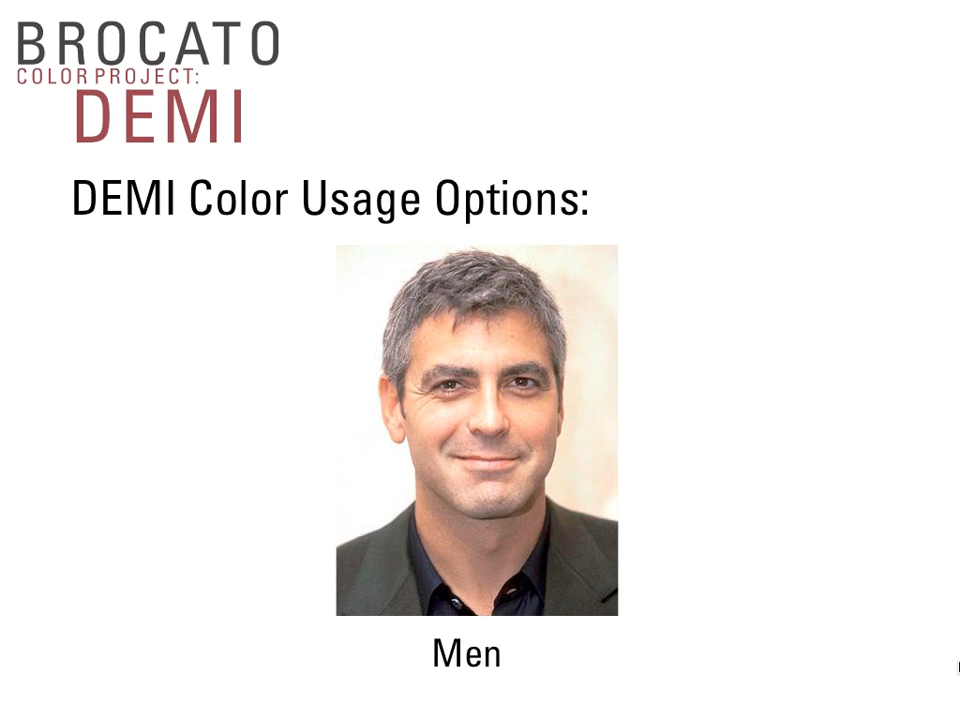 BROCATO
COLOR PROJECT:
DEMI
DEMI Color Usage Options:
Men